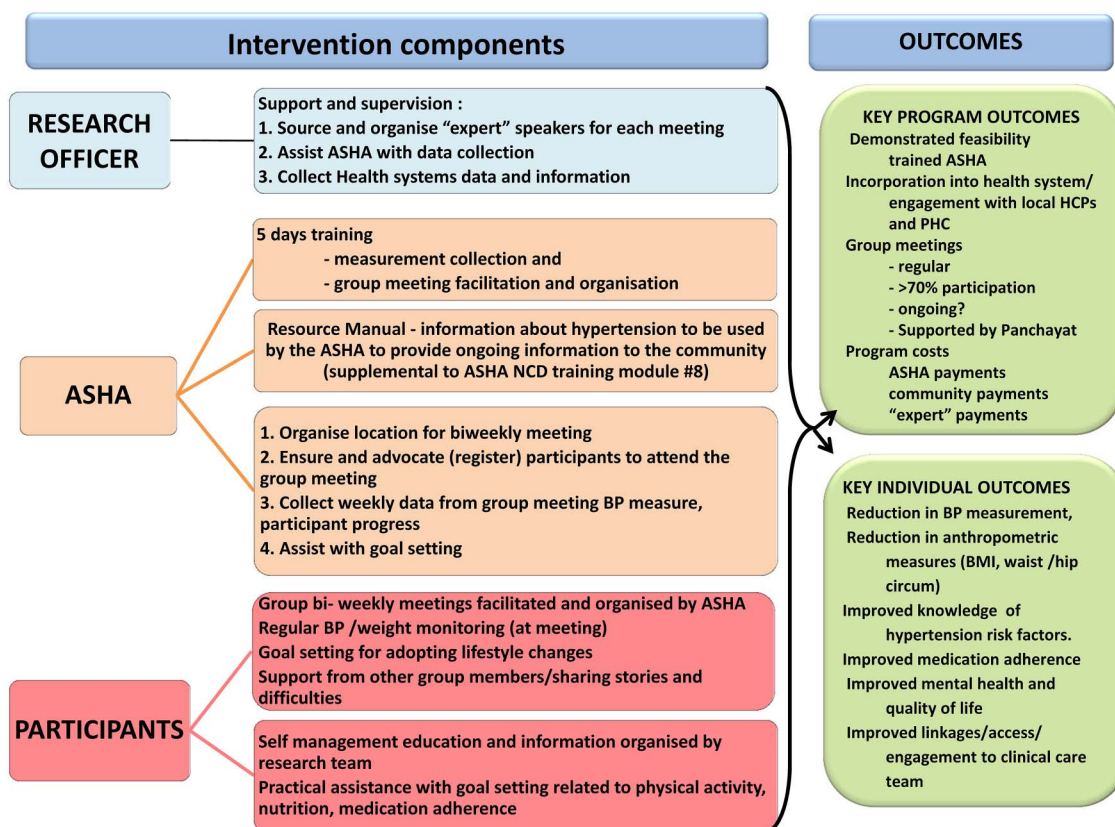 Intervention components
OUTCOMES
RESEARCH
OFFICER
Support and supervision :
1. Source and organise “expert” speakers for each meeting
2. Assist ASHA with data collection
3. Collect Health systems data and information
ASHA
5 days training
- measurement collection and
- group meeting facilitation and organisation
Resource Manual - information about hypertension to be used
by the ASHA to provide ongoing information to the community
(supplemental to ASHA NCD training module #8)
1. Organise location for biweekly meeting
2. Ensure and advocate (register) participants to attend the
group meeting
3. Collect weekly data from group meeting BP measure,
participant progress
4. Assist with goal setting
PARTICIPANTS
Group bi- weekly meetings facilitated and organised by ASHA
Regular BP /weight monitoring (at meeting)
Goal setting for adopting lifestyle changes
Support from other group members/sharing stories and
difficulties
Self management education and information organised by
research team
Practical assistance with goal setting related to physical activity,
nutrition, medication adherence
KEY PROGRAM OUTCOMES
Demonstrated feasibility
trained ASHA
Incorporation into health system/
engagement with local HCPs
and PHC
Group meetings
- regular
- >70% participation
- ongoing?
- Supported by Panchayat
Program costs
ASHA payments
community payments
“expert” payments
KEY INDIVIDUAL OUTCOMES
Reduction in BP measurement,
Reduction in anthropometric
measures (BMI, waist /hip
circum)
Improved knowledge of
hypertension risk factors.
Improved medication adherence
Improved mental health and
quality of life
Improved linkages/access/
engagement to clinical care
team